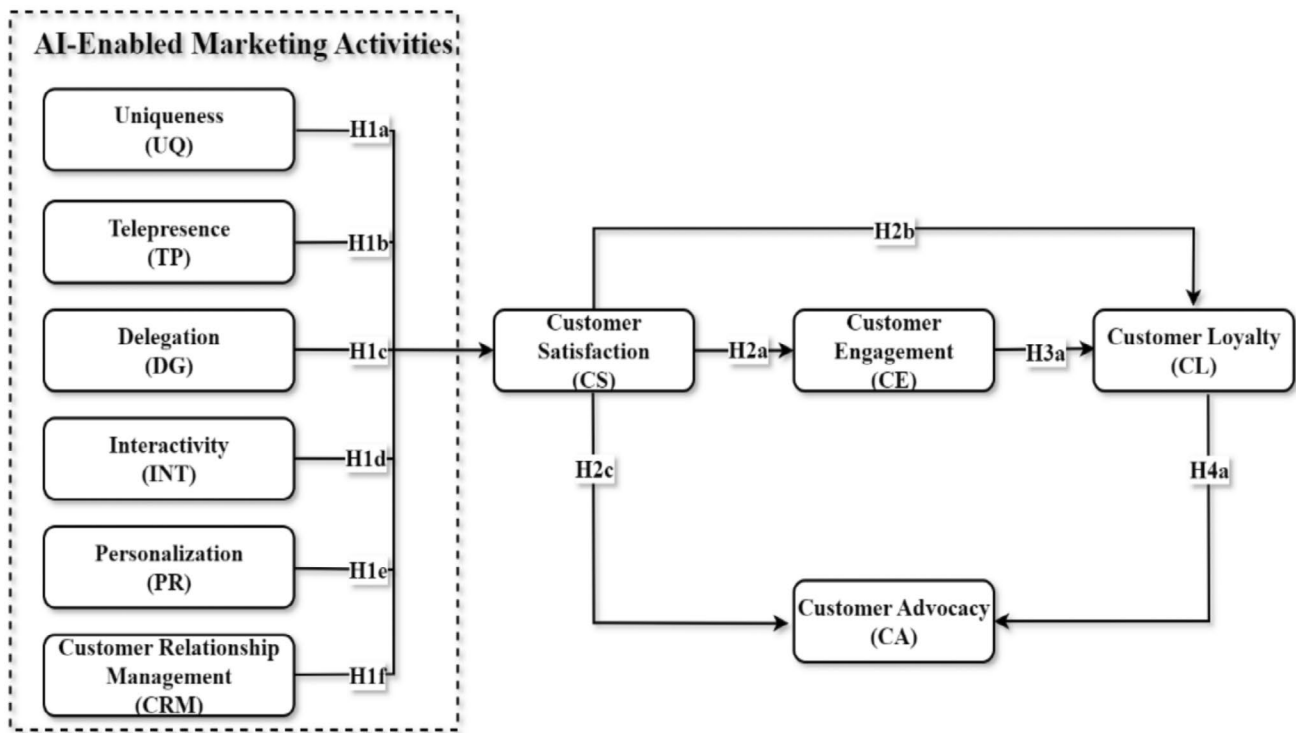 AI-Enabled Marketing Activities
Uniqueness
(UQ)
H1a
Telepresence
(TP)
H1b
Delegation
(DG)
H1c
Interactivity
(INT)
H1d
Personalization
(PR)
H1e
Customer Relationship
Management
(CRM)
H1f
H2b
Customer
Satisfaction
(CS)
H2a
Customer
Engagement
(CE)
H3a
Customer Loyalty
(CL)
H2c
H4a
Customer Advocacy
(CA)